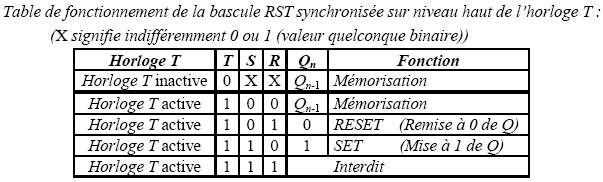 Table de fonctionnement de la bascule RST synchronisée sur niveau haut de l’horloge T :
(X signifie indifféremment 0 ou 1 (valeur quelconque binaire))
Horloge T T S R Qn Fonction
Horloge T inactive 0 X X Qn-1 Mémorisation
Horloge T active 1 0 0 Qn-1 Mémorisation
Horloge T active 1 0 1 0 RESET (Remise à 0 de Q)
Horloge T active 1 1 0 1 SET (Mise à 1 de Q)
Horloge T active 1 1 1 Interdit